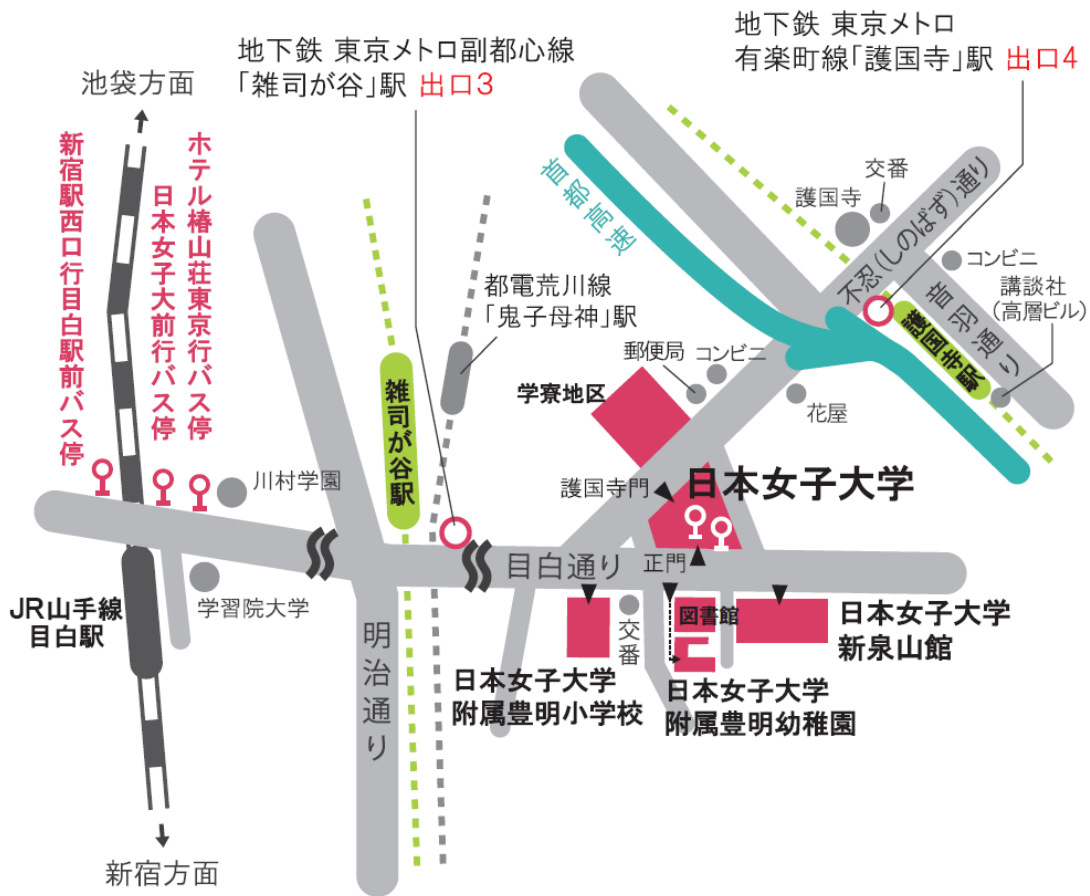 地下鉄 東京メトロ副都心線
「雑司が谷」駅 出口3
地下鉄 東京メトロ
有楽町線「護国寺」駅 出口4
池袋方面
新宿駅西口行目白駅前バス停
日本女子大前行バス停
ホテル椿山荘東京行バス停
首都高速
交番
護国寺
不忍(しのばず)通り
コンビニ
音羽通り
講談社
(高層ビル)
都電荒川線
「鬼子母神」駅
護国寺駅
郵便局
コンビニ
学寮地区
花屋
雑司が谷駅
川村学園
護国寺門
日本女子大学
目白通り
正門
学習院大学
JR山手線
目白駅
明治通り
交番
図書館
日本女子大学
新泉山館
日本女子大学
附属豊明小学校
日本女子大学
附属豊明幼稚園
新宿方面